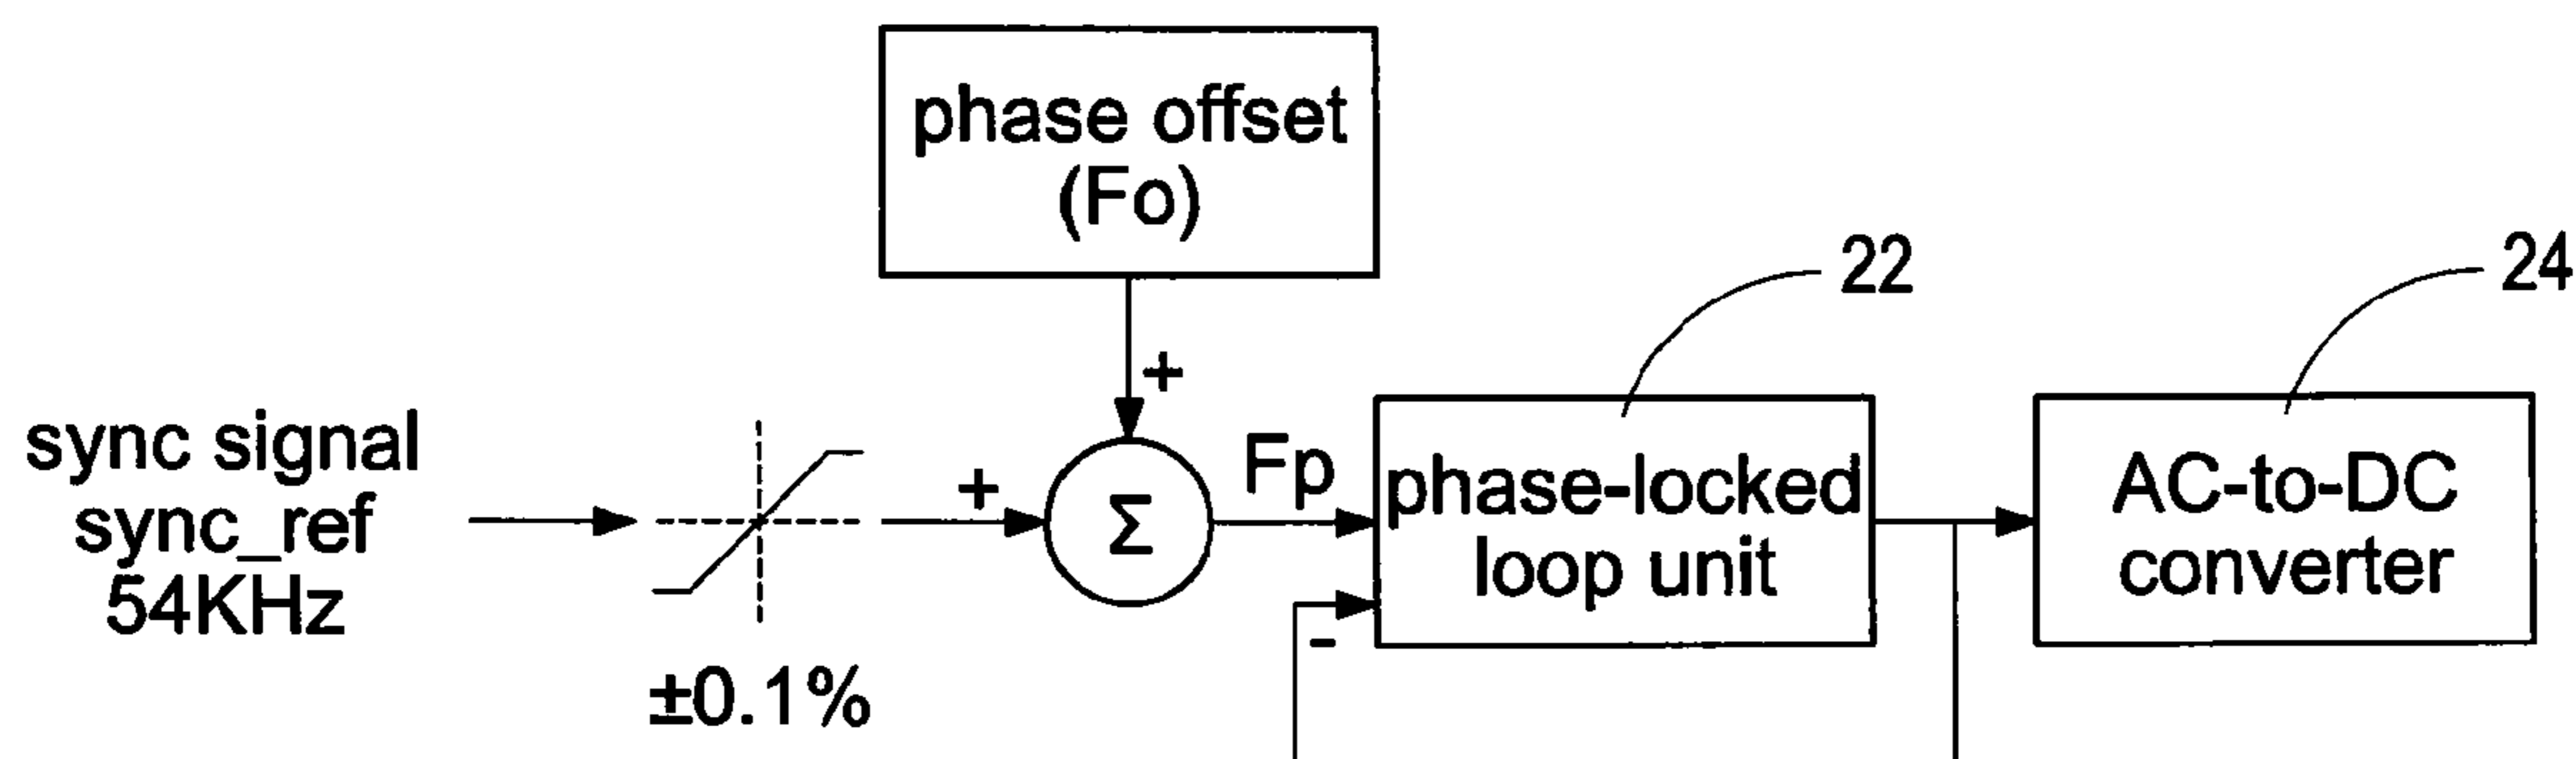 phase offset
(Fo)
22
24
+
sync signal
sync_ref
54KHz
+
Σ
Fp
phase-locked
loop unit
AC-to-DC
converter
-
±0.1%